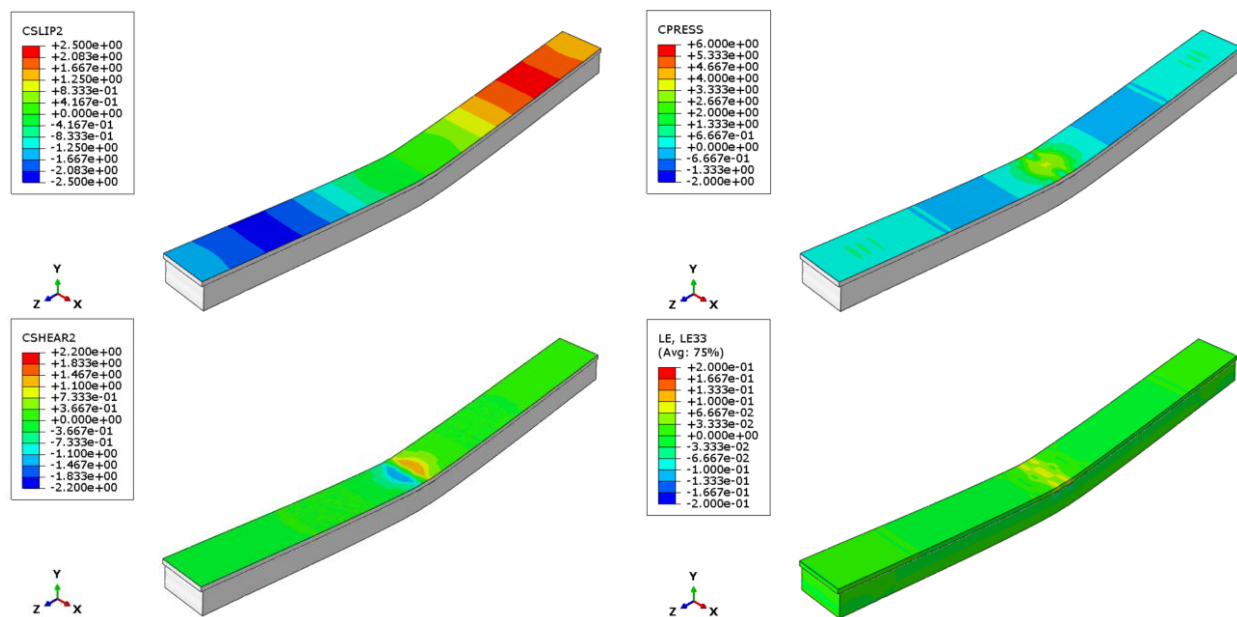 CSLIP2
+2.500e+00
+2.083e+00
+1.667e+00
+1.250e+00
+8.333e-01
+4.167e-01
+0.000e+00
-4.167e-01
-8.333e-01
-1.250e+00
-1.667e+00
-2.083e+00
-2.500e+00
Y
Z X
CPRESS
+6.000e+00
+5.333e+00
+4.667e+00
+4.000e+00
+3.333e+00
+2.667e+00
+2.000e+00
+1.333e+00
+6.667e-01
+0.000e+00
-6.667e-01
-1.333e+00
-2.000e+00
Y
Z X
CSHEAR2
+2.200e+00
+1.833e+00
+1.467e+00
+1.100e+00
+7.333e-01
+3.667e-01
+0.000e+00
-3.667e-01
-7.333e-01
-1.100e+00
-1.467e+00
-1.833e+00
-2.200e+00
Y
Z X
LE, LE33
(Avg: 75%)
+2.000e-01
+1.667e-01
+1.333e-01
+1.000e-01
+6.667e-02
+3.333e-02
+0.000e+00
-3.333e-02
-6.667e-02
-1.000e-01
-1.333e-01
-1.667e-01
-2.000e-01
Y
Z X